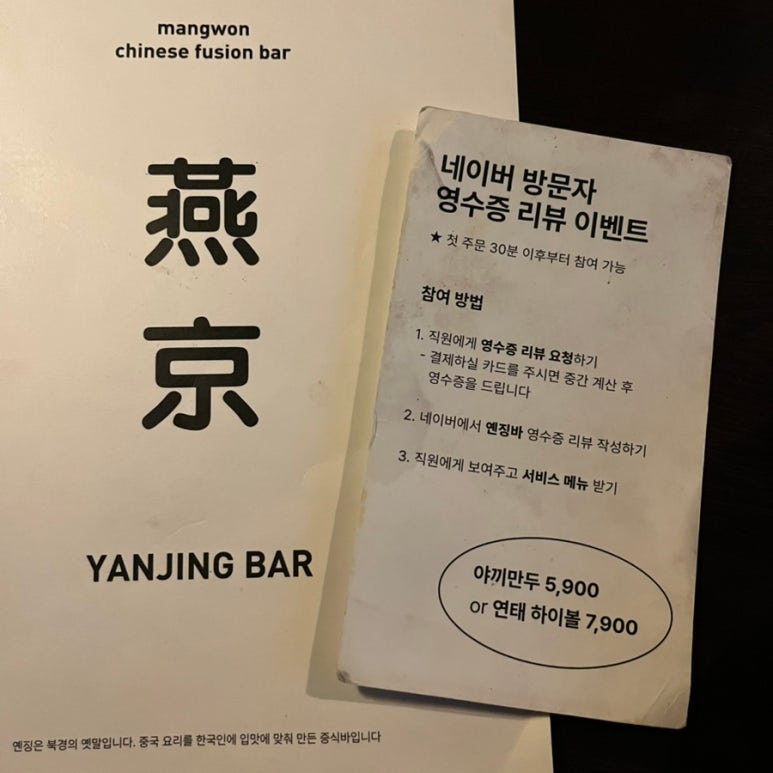 mangwon
chinese fusion bar
燕
京
YANJING BAR
옌징은 북경의 옛말입니다. 중국 요리를 한국인에 입맛에 맞춰 만든 중식바입니다
네이버 방문자
영수증 리뷰 이벤트
★ 첫 주문 30분 이후부터 참여 가능
참여 방법
1. 직원에게 영수증 리뷰 요청하기
- 결제하실 카드를 주시면 중간 계산 후
영수증을 드립니다
2. 네이버에서 옌징바 영수증 리뷰 작성하기
3. 직원에게 보여주고 서비스 메뉴 받기
야끼만두 5,900
or 연태 하이볼 7,900